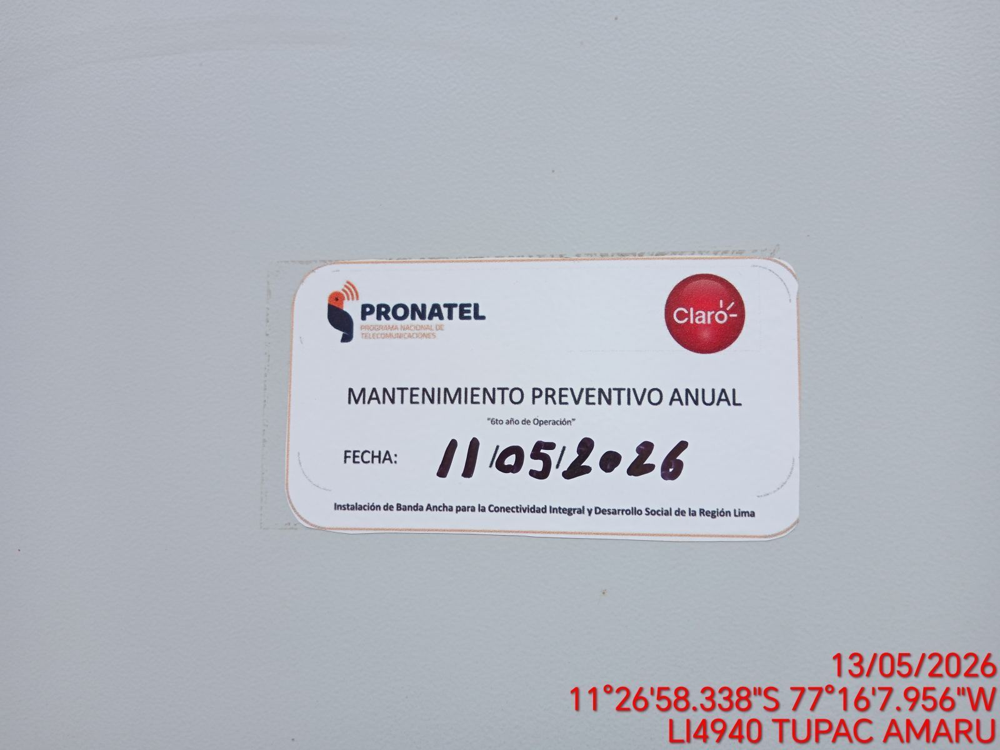 PRONATEL
PROGRAMA NACIONAL DE
TELECOMUNICACIONES
Claro
MANTENIMIENTO PREVENTIVO ANUAL
"6to año de Operación"
FECHA: 11/05/2026
Instalación de Banda Ancha para la Conectividad Integral y Desarrollo Social de la Región Lima
13/05/2026
11°26'58.338"S 77°16'7.956"W
LI4940 TUPAC AMARU